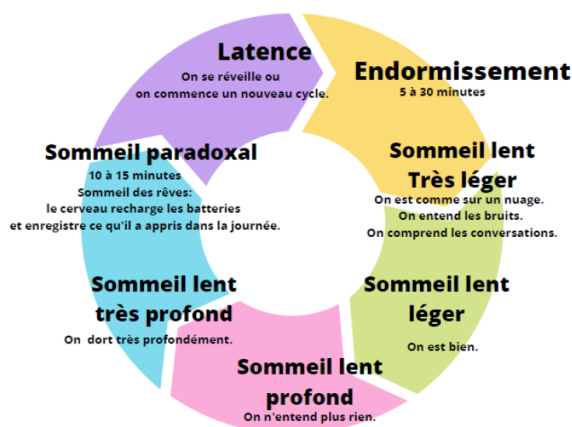 Latence
On se réveille ou
on commence un nouveau cycle.
Endormissement
5 à 30 minutes
Sommeil lent
Très léger
On est comme sur un nuage.
On entend les bruits.
On comprend les conversations.
Sommeil lent
léger
On est bien.
Sommeil lent
profond
On n'entend plus rien.
Sommeil lent
très profond
On dort très profondément.
Sommeil paradoxal
10 à 15 minutes
Sommeil des rêves:
le cerveau recharge les batteries
et enregistre ce qu'il a appris dans la journée.